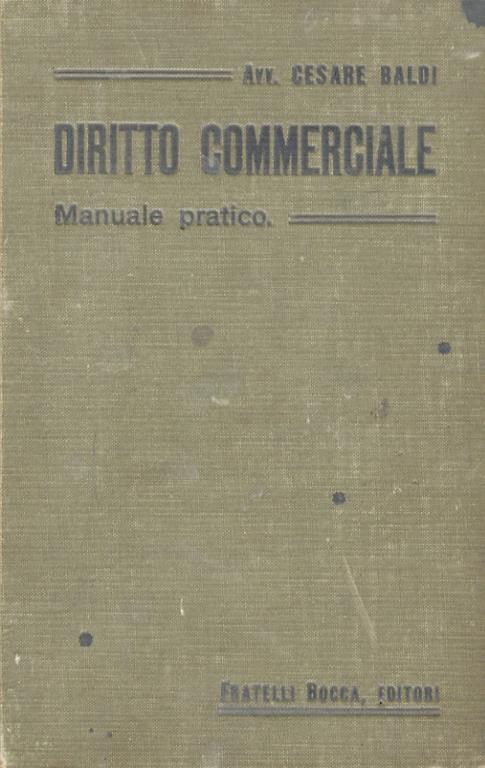 Avv. CESARE BALDI
DIRITTO COMMERCIALE
Manuale pratico.
FRATELLI BOCCA, EDITORI